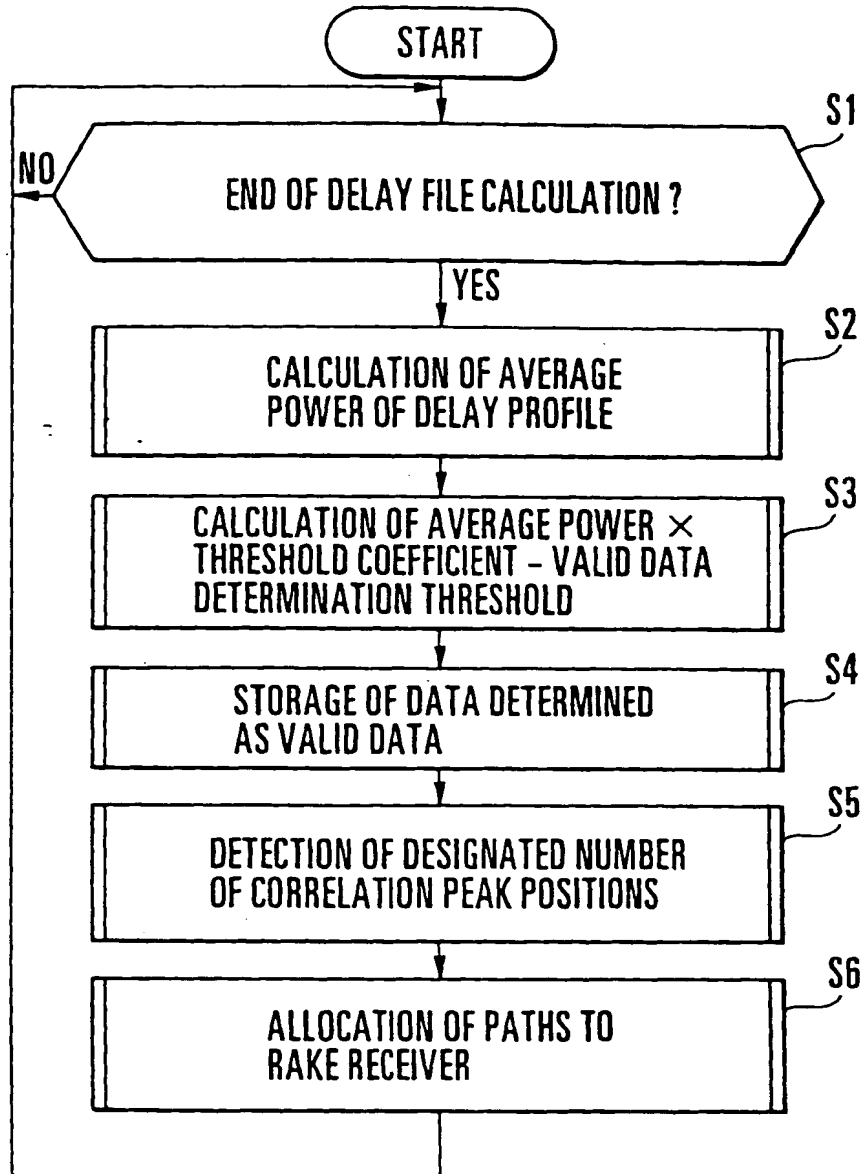 START
S1
NO
END OF DELAY FILE CALCULATION ?
YES
S2
CALCULATION OF AVERAGE
POWER OF DELAY PROFILE
S3
CALCULATION OF AVERAGE POWER ×
THRESHOLD COEFFICIENT – VALID DATA
DETERMINATION THRESHOLD
S4
STORAGE OF DATA DETERMINED
AS VALID DATA
S5
DETECTION OF DESIGNATED NUMBER
OF CORRELATION PEAK POSITIONS
S6
ALLOCATION OF PATHS TO
RAKE RECEIVER